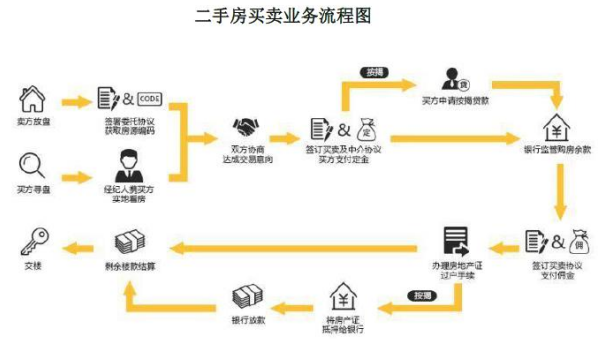 二手房买卖业务流程图
按揭
贷
买方申请按揭贷款
CODE
卖方放盘
签署委托协议
获取房源编码
双方协商
达成交易意向
定
签订买卖及中介协议
买方支付定金
银行监管购房余款
买方寻盘
经纪人携买方
实地看房
交楼
剩余楼款结算
办理房地产证
过户手续
佣
签订买卖协议
支付佣金
按揭
银行放款
将房产证
抵押给银行